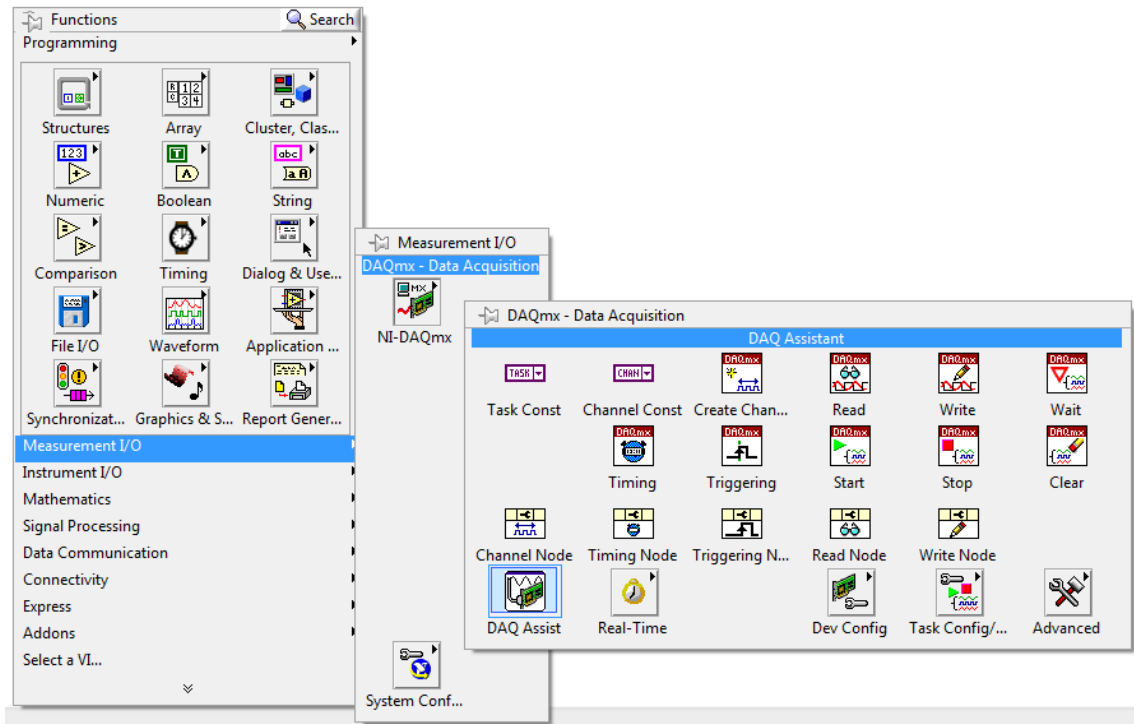 Functions
Search
Programming
Structures
Array
Cluster, Clas...
Numeric
Boolean
String
Comparison
Timing
Dialog & Use...
File I/O
Waveform
Application ...
Synchronizat...
Graphics & S...
Report Gener...
Measurement I/O
Instrument I/O
Mathematics
Signal Processing
Data Communication
Connectivity
Express
Addons
Select a VI...
Measurement I/O
DAQmx - Data Acquisition
MX
NI-DAQmx
System Conf...
DAQmx - Data Acquisition
DAQ Assistant
TASK
CHAN
DAQmx
DAQmx
DAQmx
DAQmx
Task Const
Channel Const
Create Chan...
Read
Write
Wait
DAQmx
DAQmx
DAQmx
DAQmx
DAQmx
Timing
Triggering
Start
Stop
Clear
Channel Node
Timing Node
Triggering N...
Read Node
Write Node
DAQ Assist
Real-Time
Dev Config
Task Config/...
Advanced